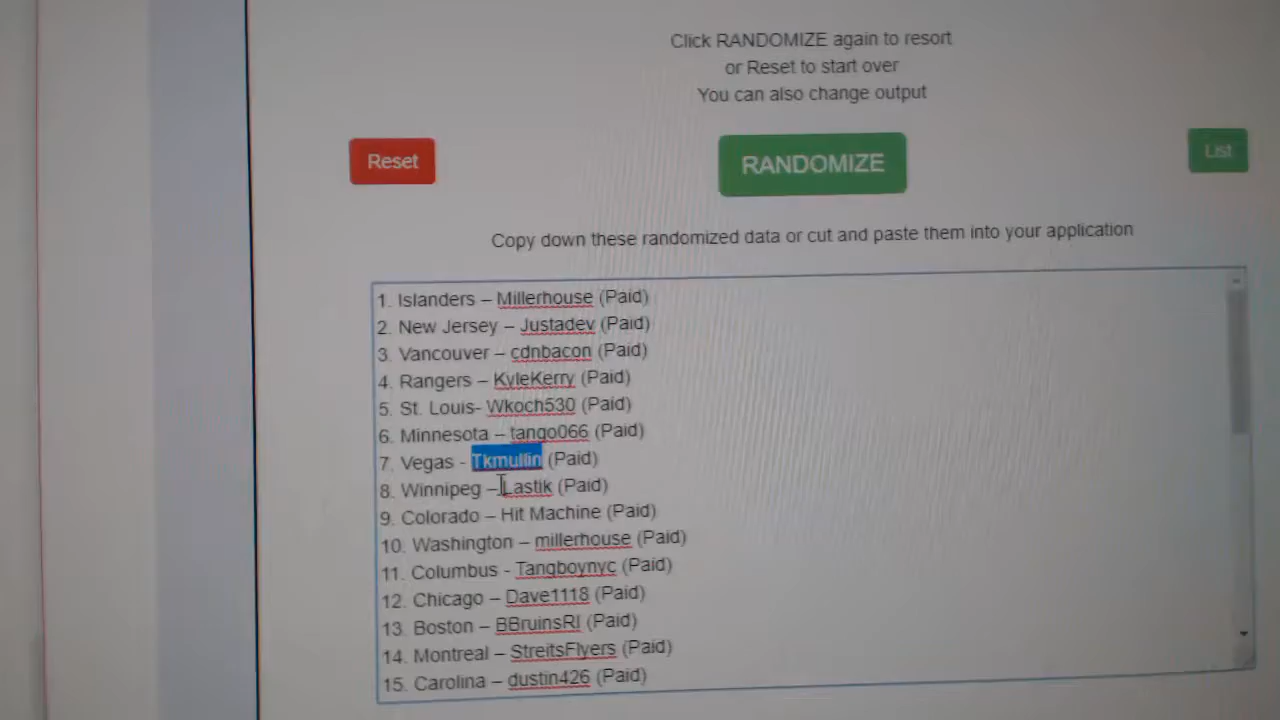 Click RANDOMIZE again to resort
or Reset to start over
You can also change output
Reset
RANDOMIZE
List
Copy down these randomized data or cut and paste them into your application
1. Islanders – Millerhouse (Paid)
2. New Jersey – Justadev (Paid)
3. Vancouver – cdnbacon (Paid)
4. Rangers – KyleKerry (Paid)
5. St. Louis- Wkoch530 (Paid)
6. Minnesota – tango066 (Paid)
7. Vegas - Tkmullin (Paid)
8. Winnipeg – Lastik (Paid)
9. Colorado – Hit Machine (Paid)
10. Washington – millerhouse (Paid)
11. Columbus - Tangboynyc (Paid)
12. Chicago – Dave1118 (Paid)
13. Boston – BBruinsRI (Paid)
14. Montreal – StreitsFlyers (Paid)
15. Carolina – dustin426 (Paid)